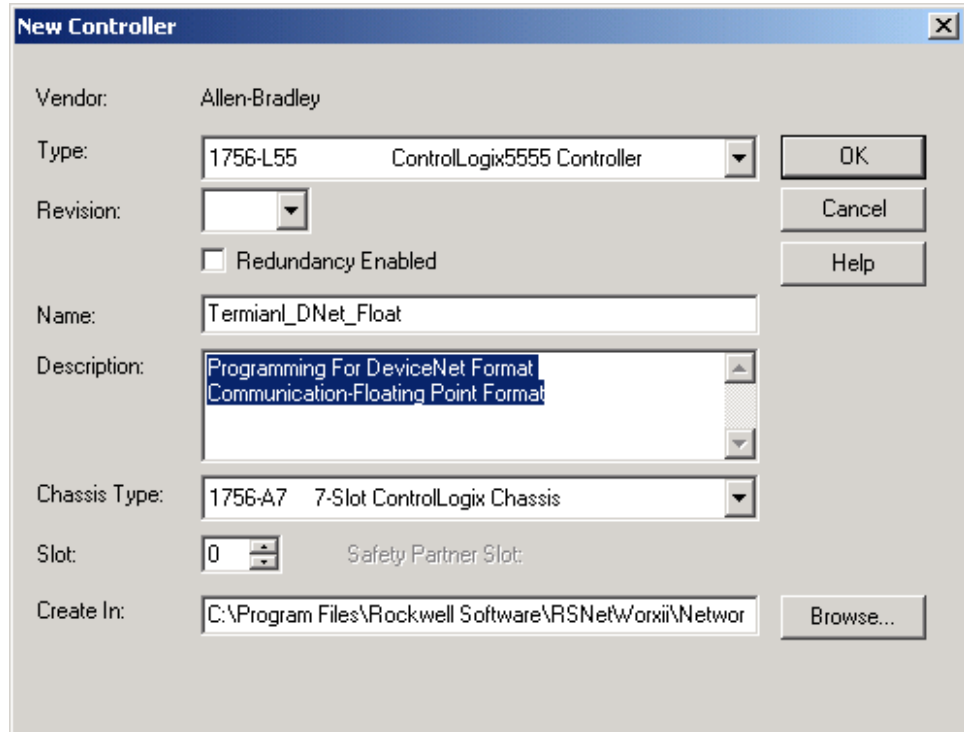 New Controller
Vendor: Allen-Bradley
Type: 1756-L55 ControlLogix5555 Controller
OK
Revision:
Cancel
Redundancy Enabled
Help
Name: Termianl_DNet_Float
Description: Programming For DeviceNet Format
Communication-Floating Point Format
Chassis Type: 1756-A7 7-Slot ControlLogix Chassis
Slot: 0 Safety Partner Slot:
Create In: C:\Program Files\Rockwell Software\RSNetWorxii\Networ
Browse...